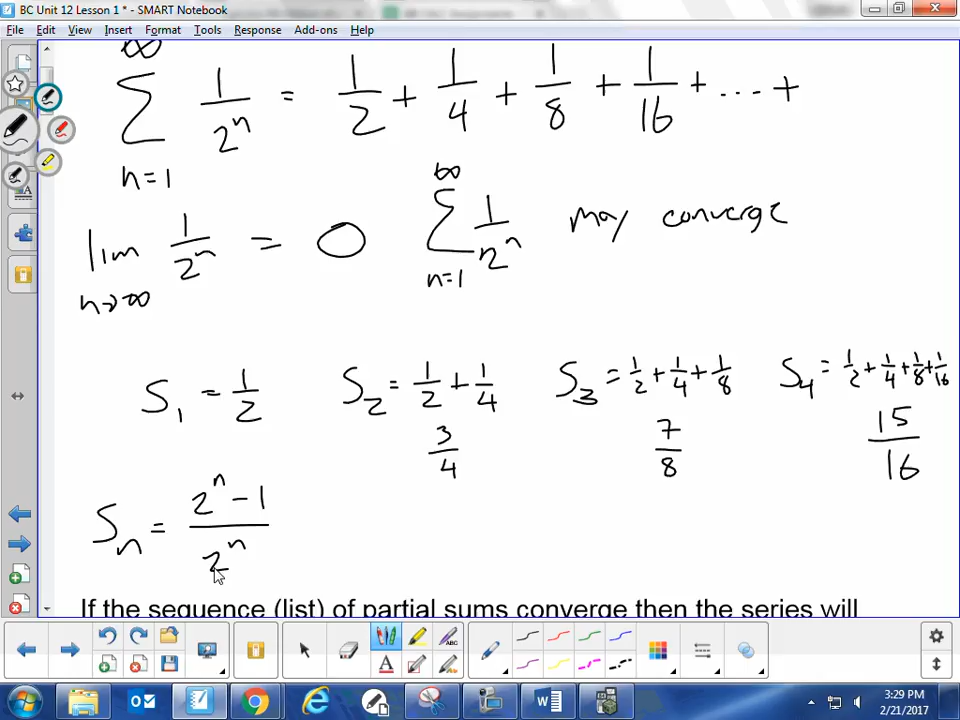 BC Unit 12 Lesson 1 * - SMART Notebook
File Edit View Insert Format Tools Response Add-ons Help
∞
∑ 1/2ⁿ = 1/2 + 1/4 + 1/8 + 1/16 + ... +
n=1
lim 1/2ⁿ = 0
n→∞
∞
∑ 1/2ⁿ may converge
n=1
S₁ = 1/2
S₂ = 1/2 + 1/4
3/4
S₃ = 1/2 + 1/4 + 1/8
7/8
S₄ = 1/2 + 1/4 + 1/8 + 1/16
15/16
Sₙ = (2ⁿ - 1)/2ⁿ
If the sequence (list) of partial sums converge then the series will
ABC
A
3:29 PM
2/21/2017